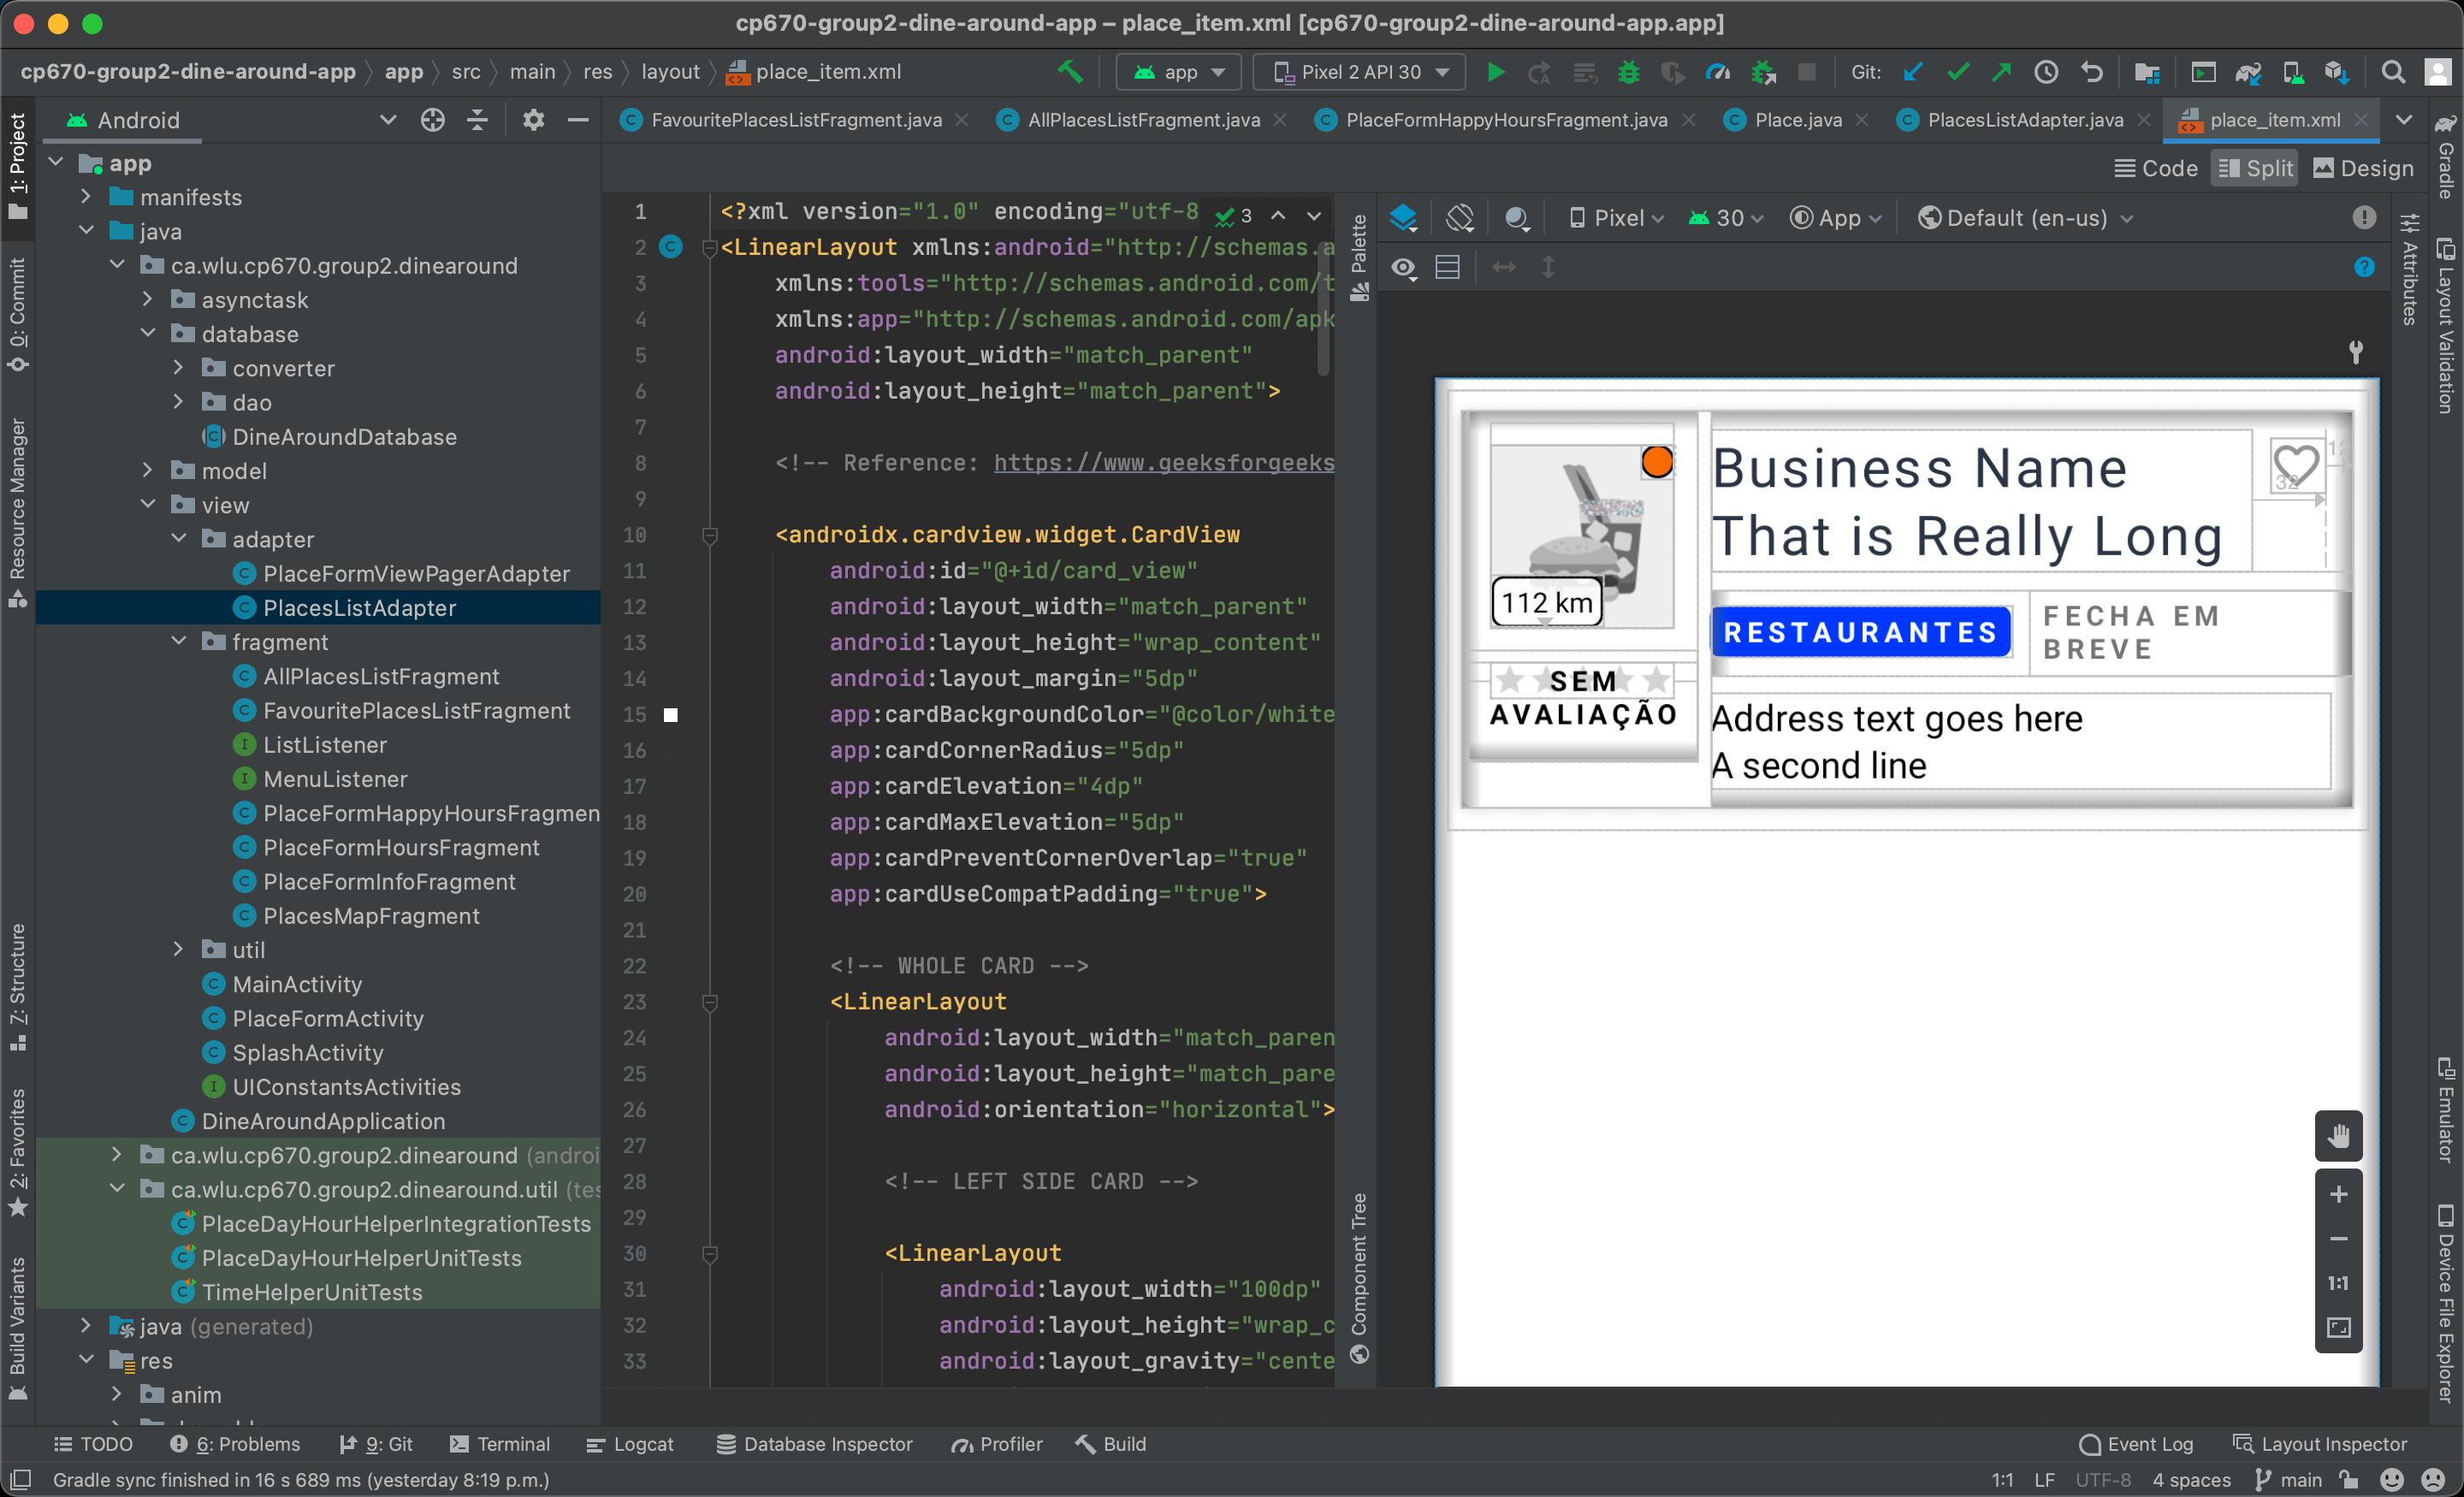 cp670-group2-dine-around-app – place_item.xml [cp670-group2-dine-around-app.app]
cp670-group2-dine-around-app app src main res layout place_item.xml
app
Pixel 2 API 30
Git:
Android
FavouritePlacesListFragment.java
AllPlacesListFragment.java
PlaceFormHappyHoursFragment.java
Place.java
PlacesListAdapter.java
place_item.xml
Code
Split
Design
1: Project
0: Commit
Resource Manager
7: Structure
2: Favorites
Build Variants
app
manifests
java
ca.wlu.cp670.group2.dinearound
asynctask
database
converter
dao
DineAroundDatabase
model
view
adapter
PlaceFormViewPagerAdapter
PlacesListAdapter
fragment
AllPlacesListFragment
FavouritePlacesListFragment
ListListener
MenuListener
PlaceFormHappyHoursFragmen
PlaceFormHoursFragment
PlaceFormInfoFragment
PlacesMapFragment
util
MainActivity
PlaceFormActivity
SplashActivity
UIConstantsActivities
DineAroundApplication
ca.wlu.cp670.group2.dinearound (androi
ca.wlu.cp670.group2.dinearound.util (tes
PlaceDayHourHelperIntegrationTests
PlaceDayHourHelperUnitTests
TimeHelperUnitTests
java (generated)
res
anim
1 <?xml version="1.0" encoding="utf-8
3
2 <LinearLayout xmlns:android="http://schemas.a
3 xmlns:tools="http://schemas.android.com/t
4 xmlns:app="http://schemas.android.com/apk
5 android:layout_width="match_parent"
6 android:layout_height="match_parent">
7
8 <!-- Reference: https://www.geeksforgeeks
9
10 <androidx.cardview.widget.CardView
11 android:id="@+id/card_view"
12 android:layout_width="match_parent"
13 android:layout_height="wrap_content"
14 android:layout_margin="5dp"
15 app:cardBackgroundColor="@color/white
16 app:cardCornerRadius="5dp"
17 app:cardElevation="4dp"
18 app:cardMaxElevation="5dp"
19 app:cardPreventCornerOverlap="true"
20 app:cardUseCompatPadding="true">
21
22 <!-- WHOLE CARD -->
23 <LinearLayout
24 android:layout_width="match_paren
25 android:layout_height="match_pare
26 android:orientation="horizontal">
27
28 <!-- LEFT SIDE CARD -->
29
30 <LinearLayout
31 android:layout_width="100dp"
32 android:layout_height="wrap_c
33 android:layout_gravity="cente
Palette
Component Tree
Pixel
30
App
Default (en-us)
Business Name
That is Really Long
12
32
112 km
RESTAURANTES
FECHA EM
BREVE
SEM
AVALIAÇÃO
Address text goes here
A second line
1:1
Attributes
Gradle
Layout Validation
Emulator
Device File Explorer
TODO
6: Problems
9: Git
Terminal
Logcat
Database Inspector
Profiler
Build
Event Log
Layout Inspector
Gradle sync finished in 16 s 689 ms (yesterday 8:19 p.m.)
1:1
LF
UTF-8
4 spaces
main